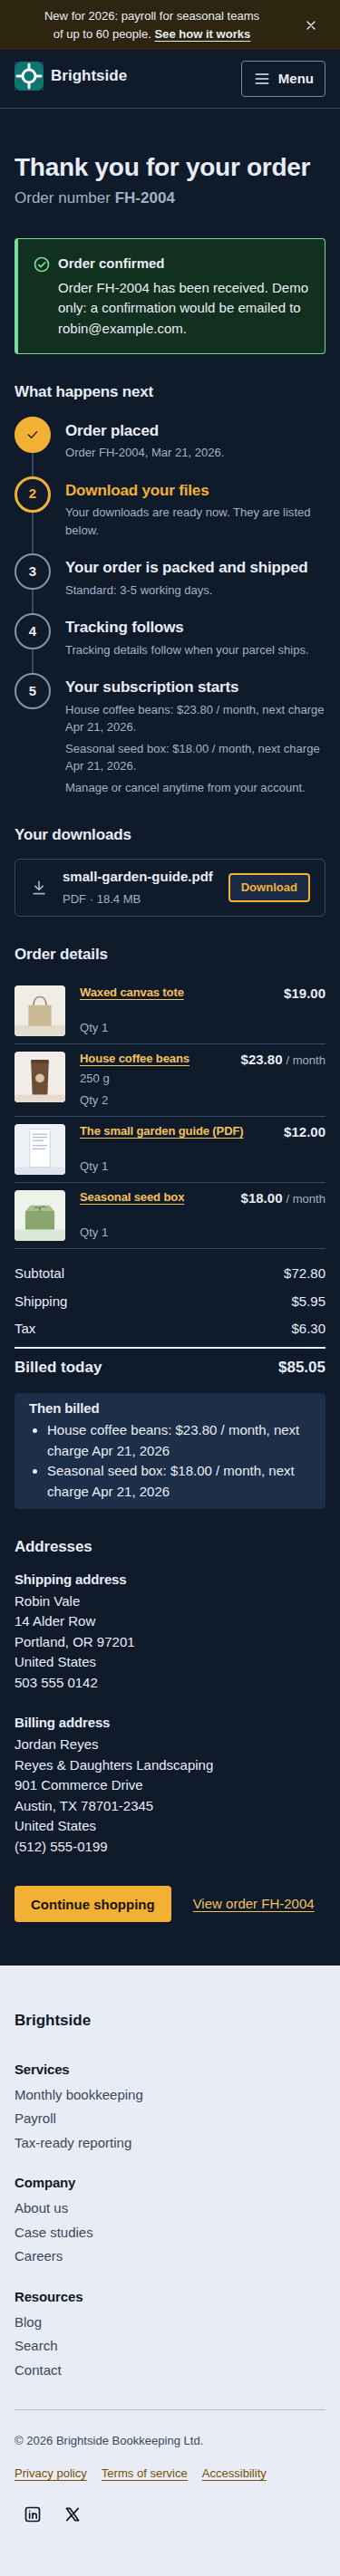 New for 2026: payroll for seasonal teams
of up to 60 people. See how it works
Brightside
Menu
Thank you for your order
Order number FH-2004
Order confirmed
Order FH-2004 has been received. Demo
only: a confirmation would be emailed to
robin@example.com.
What happens next
Order placed
Order FH-2004, Mar 21, 2026.
2
Download your files
Your downloads are ready now. They are listed
below.
3
Your order is packed and shipped
Standard: 3-5 working days.
4
Tracking follows
Tracking details follow when your parcel ships.
5
Your subscription starts
House coffee beans: $23.80 / month, next charge
Apr 21, 2026.
Seasonal seed box: $18.00 / month, next charge
Apr 21, 2026.
Manage or cancel anytime from your account.
Your downloads
small-garden-guide.pdf
PDF · 18.4 MB
Download
Order details
Waxed canvas tote $19.00
Qty 1
House coffee beans $23.80 / month
250 g
Qty 2
The small garden guide (PDF) $12.00
Qty 1
Seasonal seed box $18.00 / month
Qty 1
Subtotal $72.80
Shipping $5.95
Tax $6.30
Billed today $85.05
Then billed
• House coffee beans: $23.80 / month, next
charge Apr 21, 2026
• Seasonal seed box: $18.00 / month, next
charge Apr 21, 2026
Addresses
Shipping address
Robin Vale
14 Alder Row
Portland, OR 97201
United States
503 555 0142
Billing address
Jordan Reyes
Reyes & Daughters Landscaping
901 Commerce Drive
Austin, TX 78701-2345
United States
(512) 555-0199
Continue shopping View order FH-2004
Brightside
Services
Monthly bookkeeping
Payroll
Tax-ready reporting
Company
About us
Case studies
Careers
Resources
Blog
Search
Contact
© 2026 Brightside Bookkeeping Ltd.
Privacy policy Terms of service Accessibility